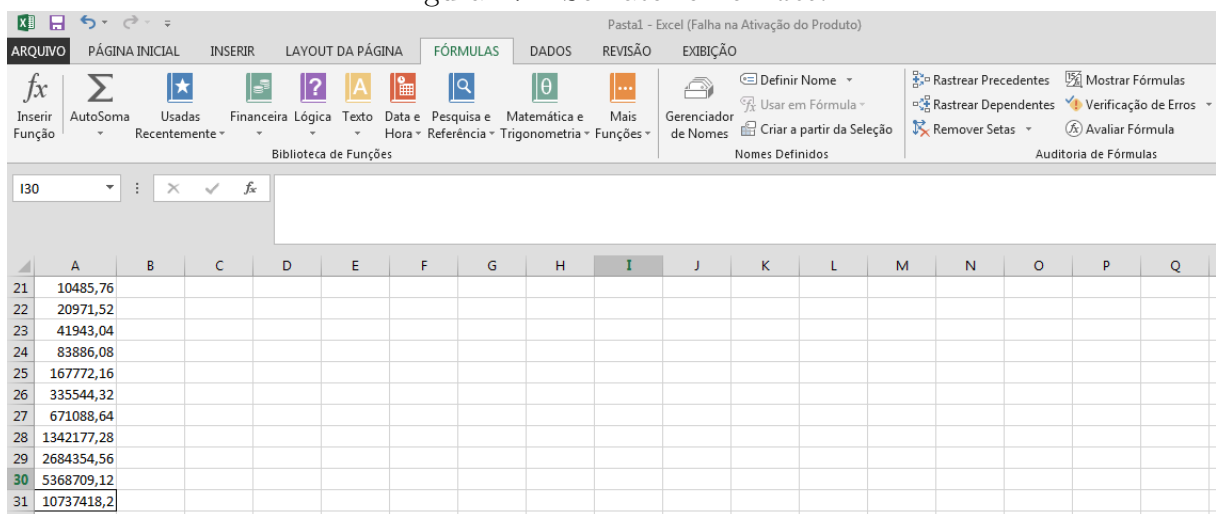 Pasta1 - Excel (Falha na Ativação do Produto)
ARQUIVO PÁGINA INICIAL INSERIR LAYOUT DA PÁGINA FÓRMULAS DADOS REVISÃO EXIBIÇÃO
fx Inserir Função
Σ AutoSoma
Usadas Recentemente
Financeira
? Lógica
A Texto
Data e Hora
Pesquisa e Referência
θ Matemática e Trigonometria
Mais Funções
Biblioteca de Funções
Gerenciador de Nomes
Definir Nome
Usar em Fórmula
Criar a partir da Seleção
Nomes Definidos
Rastrear Precedentes
Rastrear Dependentes
Remover Setas
Mostrar Fórmulas
Verificação de Erros
Avaliar Fórmula
Auditoria de Fórmulas
I30 fx
A B C D E F G H I J K L M N O P Q
21 10485,76
22 20971,52
23 41943,04
24 83886,08
25 167772,16
26 335544,32
27 671088,64
28 1342177,28
29 2684354,56
30 5368709,12
31 10737418,2